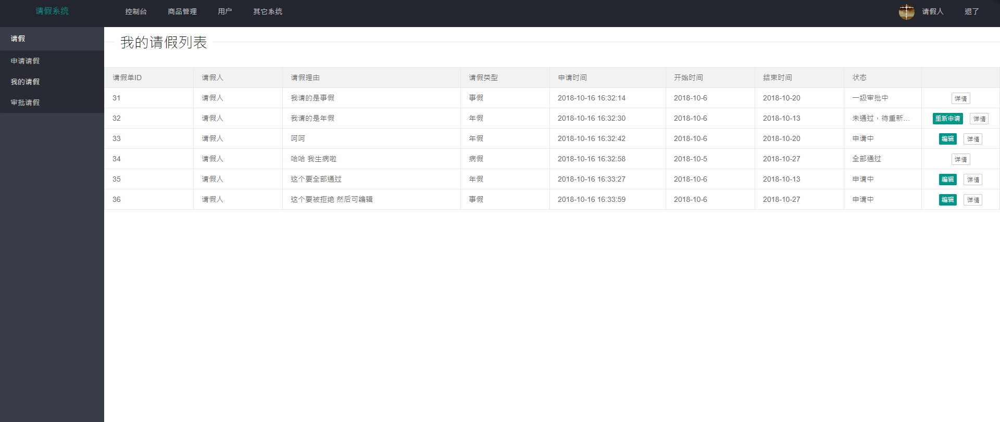 请假系统 控制台 商品管理 用户 其它系统 请假人 退了
请假
申请请假
我的请假
审批请假
我的请假列表
请假单ID 请假人 请假理由 请假类型 申请时间 开始时间 结束时间 状态
31 请假人 我请的是事假 事假 2018-10-16 16:32:14 2018-10-6 2018-10-20 一级审批中 详情
32 请假人 我请的是年假 年假 2018-10-16 16:32:30 2018-10-6 2018-10-13 未通过，待重新... 重新申请 详情
33 请假人 呵呵 年假 2018-10-16 16:32:42 2018-10-6 2018-10-20 申请中 编辑 详情
34 请假人 哈哈 我生病啦 病假 2018-10-16 16:32:58 2018-10-5 2018-10-27 全部通过 详情
35 请假人 这个要全部通过 年假 2018-10-16 16:33:27 2018-10-6 2018-10-13 申请中 编辑 详情
36 请假人 这个要被拒绝 然后可编辑 事假 2018-10-16 16:33:59 2018-10-6 2018-10-27 申请中 编辑 详情